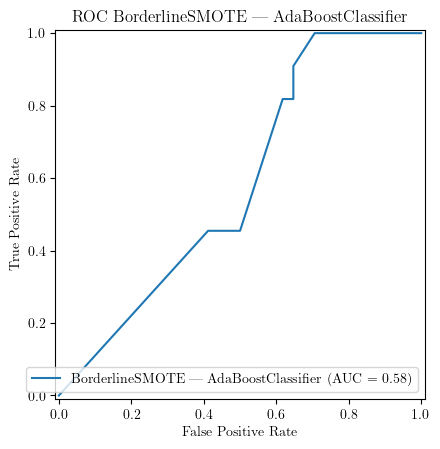 ROC BorderlineSMOTE — AdaBoostClassifier
1.0
0.8
0.6
0.4
0.2
0.0
True Positive Rate
BorderlineSMOTE — AdaBoostClassifier (AUC = 0.58)
0.0 0.2 0.4 0.6 0.8 1.0
False Positive Rate